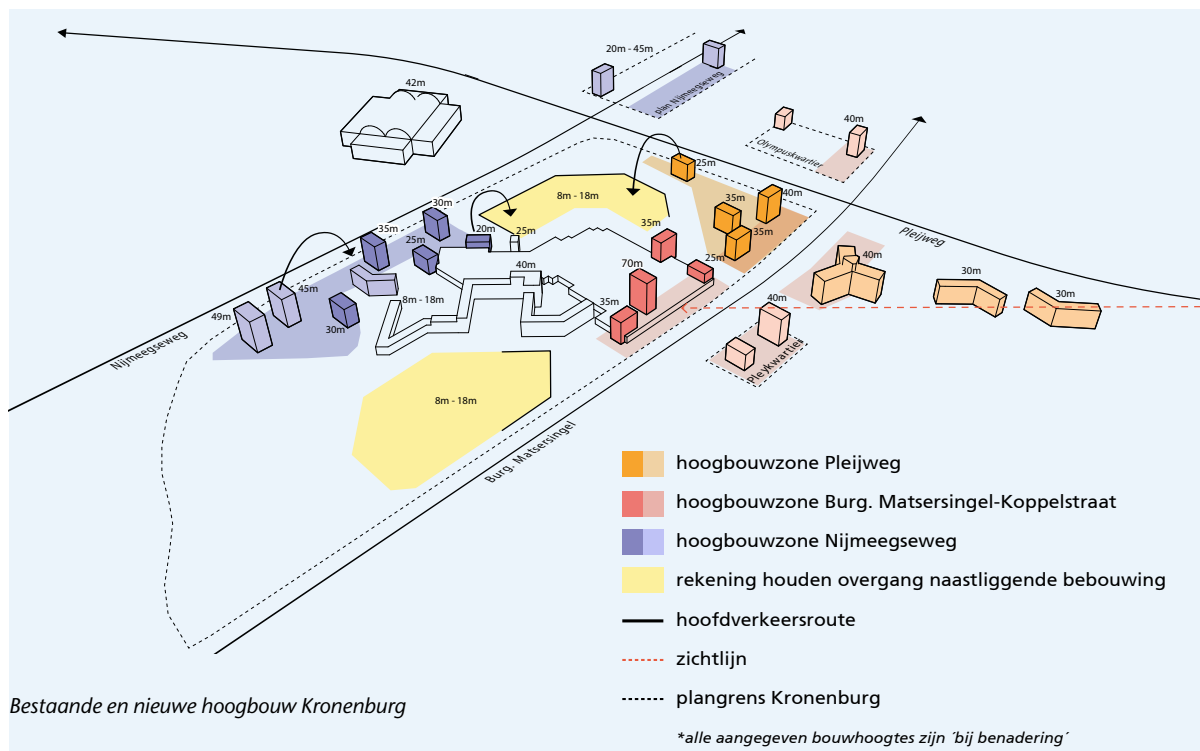 20m - 45m
42m
plan Nijmeegseweg
40m
Olympuskwartier
25m
8m - 18m
40m
30m
35m
20m
25m
35m
25m
35m
35m
Pleijweg
25m
40m
70m
40m
30m
45m
8m - 18m
35m
40m
30m
49m
30m
Nijmeegseweg
Pleykwartier
8m - 18m
Burg. Matsersingel
hoogbouwzone Pleijweg
hoogbouwzone Burg. Matsersingel-Koppelstraat
hoogbouwzone Nijmeegseweg
rekening houden overgang naastliggende bebouwing
hoofdverkeersroute
zichtlijn
plangrens Kronenburg
Bestaande en nieuwe hoogbouw Kronenburg
*alle aangegeven bouwhoogtes zijn ´bij benadering´